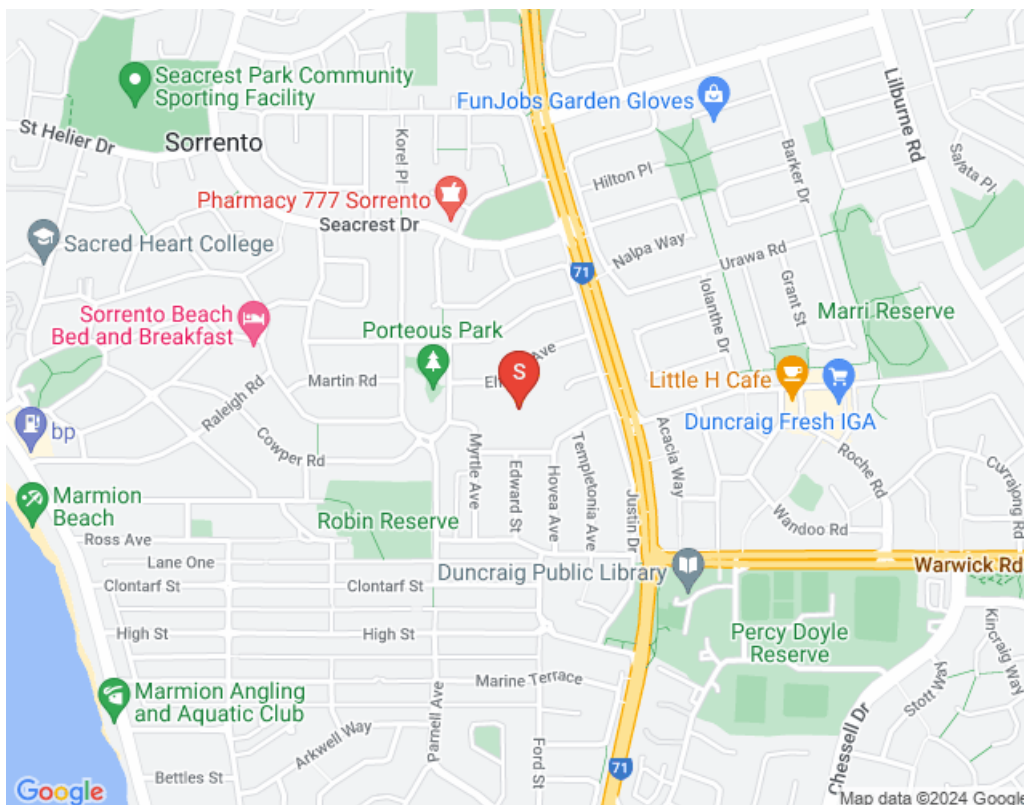 Seacrest Park Community
Sporting Facility
St Helier Dr
Sorrento
Korel Pl
FunJobs Garden Gloves
Lilburne Rd
Barker Dr
Salata Pl
Hilton Pl
Pharmacy 777 Sorrento
Seacrest Dr
Sacred Heart College
Nalpa Way
Urawa Rd
71
Iolanthe Dr
Grant St
Marri Reserve
Sorrento Beach
Bed and Breakfast
Porteous Park
Ave
S
Martin Rd
Raleigh Rd
Little H Cafe
Duncraig Fresh IGA
bp
Cowper Rd
Myrtle Ave
Edward St
Hovea Ave
Templetonia Ave
Justin Dr
Acacia Way
Roche Rd
Currajong Rd
Wandoo Rd
Marmion
Beach
Robin Reserve
Ross Ave
Lane One
Duncraig Public Library
Warwick Rd
Clontarf St
Clontarf St
High St
High St
Percy Doyle
Reserve
Kincraig Way
Stott Way
Chessell Dr
Marine Terrace
Marmion Angling
and Aquatic Club
Parnell Ave
Arkwell Way
Ford St
Bettles St
71
Google
Map data ©2024 Google